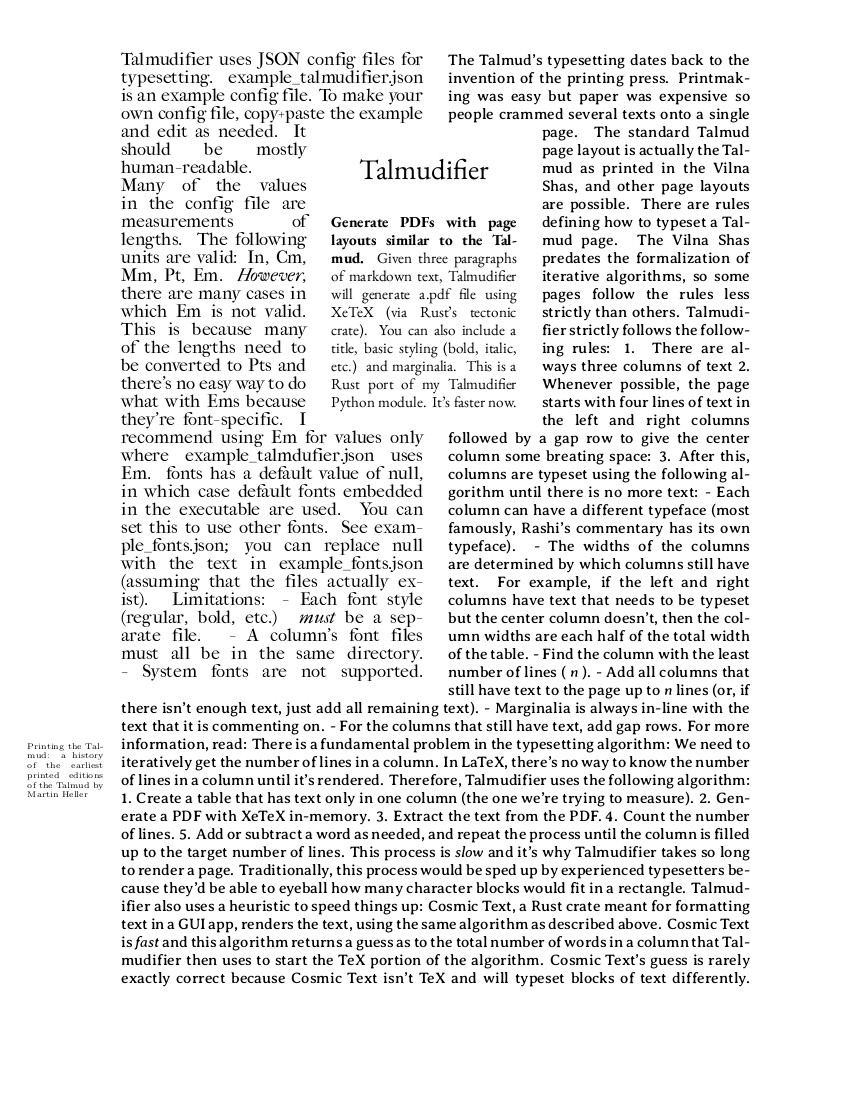 Talmudifier uses JSON config files for
typesetting. example_talmudifier.json
is an example config file. To make your
own config file, copy+paste the example
and edit as needed. It
should be mostly
human-readable.
Many of the values
in the config file are
measurements of
lengths. The following
units are valid: In, Cm,
Mm, Pt, Em. However,
there are many cases in
which Em is not valid.
This is because many
of the lengths need to
be converted to Pts and
there's no easy way to do
what with Ems because
they're font-specific. I
recommend using Em for values only
where example_talmdufier.json uses
Em. fonts has a default value of null,
in which case default fonts embedded
in the executable are used. You can
set this to use other fonts. See exam-
ple_fonts.json; you can replace null
with the text in example_fonts.json
(assuming that the files actually ex-
ist). Limitations: - Each font style
(regular, bold, etc.) must be a sep-
arate file. - A column's font files
must all be in the same directory.
- System fonts are not supported.
Talmudifier
Generate PDFs with page
layouts similar to the Tal-
mud. Given three paragraphs
of markdown text, Talmudifier
will generate a.pdf file using
XeTeX (via Rust's tectonic
crate). You can also include a
title, basic styling (bold, italic,
etc.) and marginalia. This is a
Rust port of my Talmudifier
Python module. It's faster now.
The Talmud's typesetting dates back to the
invention of the printing press. Printmak-
ing was easy but paper was expensive so
people crammed several texts onto a single
page. The standard Talmud
page layout is actually the Tal-
mud as printed in the Vilna
Shas, and other page layouts
are possible. There are rules
defining how to typeset a Tal-
mud page. The Vilna Shas
predates the formalization of
iterative algorithms, so some
pages follow the rules less
strictly than others. Talmudi-
fier strictly follows the follow-
ing rules: 1. There are al-
ways three columns of text 2.
Whenever possible, the page
starts with four lines of text in
the left and right columns
followed by a gap row to give the center
column some breating space: 3. After this,
columns are typeset using the following al-
gorithm until there is no more text: - Each
column can have a different typeface (most
famously, Rashi's commentary has its own
typeface). - The widths of the columns
are determined by which columns still have
text. For example, if the left and right
columns have text that needs to be typeset
but the center column doesn't, then the col-
umn widths are each half of the total width
of the table. - Find the column with the least
number of lines ( n ). - Add all columns that
still have text to the page up to n lines (or, if
there isn't enough text, just add all remaining text). - Marginalia is always in-line with the
text that it is commenting on. - For the columns that still have text, add gap rows. For more
information, read: There is a fundamental problem in the typesetting algorithm: We need to
iteratively get the number of lines in a column. In LaTeX, there's no way to know the number
of lines in a column until it's rendered. Therefore, Talmudifier uses the following algorithm:
1. Create a table that has text only in one column (the one we're trying to measure). 2. Gen-
erate a PDF with XeTeX in-memory. 3. Extract the text from the PDF. 4. Count the number
of lines. 5. Add or subtract a word as needed, and repeat the process until the column is filled
up to the target number of lines. This process is slow and it's why Talmudifier takes so long
to render a page. Traditionally, this process would be sped up by experienced typesetters be-
cause they'd be able to eyeball how many character blocks would fit in a rectangle. Talmud-
ifier also uses a heuristic to speed things up: Cosmic Text, a Rust crate meant for formatting
text in a GUI app, renders the text, using the same algorithm as described above. Cosmic Text
is fast and this algorithm returns a guess as to the total number of words in a column that Tal-
mudifier then uses to start the TeX portion of the algorithm. Cosmic Text's guess is rarely
exactly correct because Cosmic Text isn't TeX and will typeset blocks of text differently.
Printing the Tal-
mud: a history
of the earliest
printed editions
of the Talmud by
Martin Heller